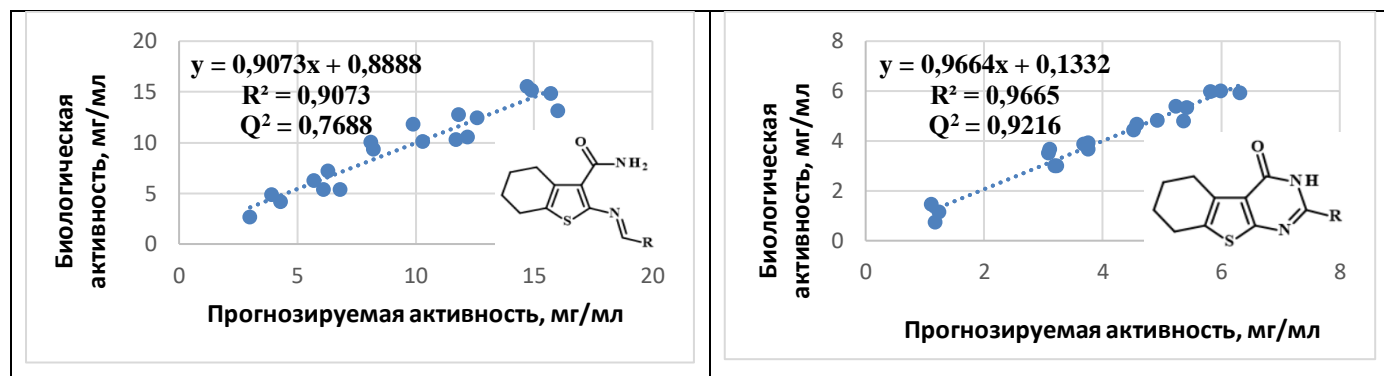 20
15
10
5
0
y = 0,9073x + 0,8888
R² = 0,9073
Q² = 0,7688
O
NH₂
S
N
R
0 5 10 15 20
Биологическая
активность, мг/мл
Прогнозируемая активность, мг/мл
8
6
4
2
0
y = 0,9664x + 0,1332
R² = 0,9665
Q² = 0,9216
O
NH
S
N
R
0 2 4 6 8
Биологическая
активность, мг/мл
Прогнозируемая активность, мг/мл